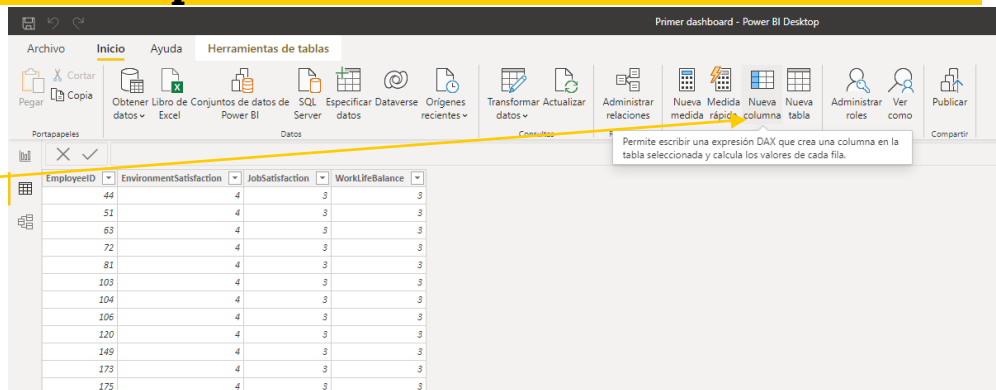 Primer dashboard - Power BI Desktop
Archivo Inicio Ayuda Herramientas de tablas
Pegar
Cortar
Copia
Portapapeles
Obtener datos
Libro de Excel
Conjuntos de datos de Power BI
SQL Server
Especificar datos
Dataverse
Orígenes recientes
Datos
Transformar datos
Actualizar
Consultas
Administrar relaciones
Nueva medida
Medida rápida
Nueva columna
Nueva tabla
Administrar roles
Ver como
Publicar
Compartir
Permite escribir una expresión DAX que crea una columna en la
tabla seleccionada y calcula los valores de cada fila.
EmployeeID EnvironmentSatisfaction JobSatisfaction WorkLifeBalance
44 4 3 3
51 4 3 3
63 4 3 3
72 4 3 3
81 4 3 3
103 4 3 3
104 4 3 3
106 4 3 3
120 4 3 3
149 4 3 3
173 4 3 3
175 4 3 3